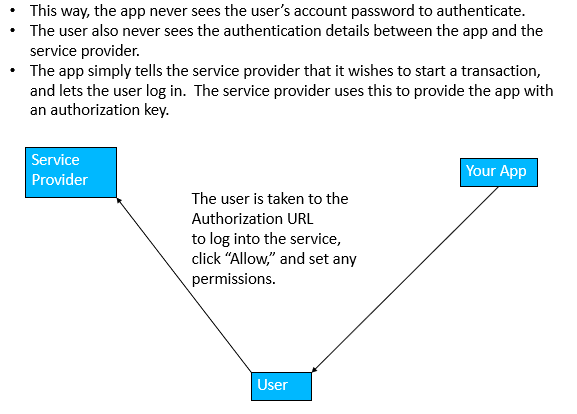 • This way, the app never sees the user’s account password to authenticate.
• The user also never sees the authentication details between the app and the
service provider.
• The app simply tells the service provider that it wishes to start a transaction,
and lets the user log in.  The service provider uses this to provide the app with
an authorization key.
Service
Provider
Your App
The user is taken to the
Authorization URL
to log into the service,
click “Allow,” and set any
permissions.
User